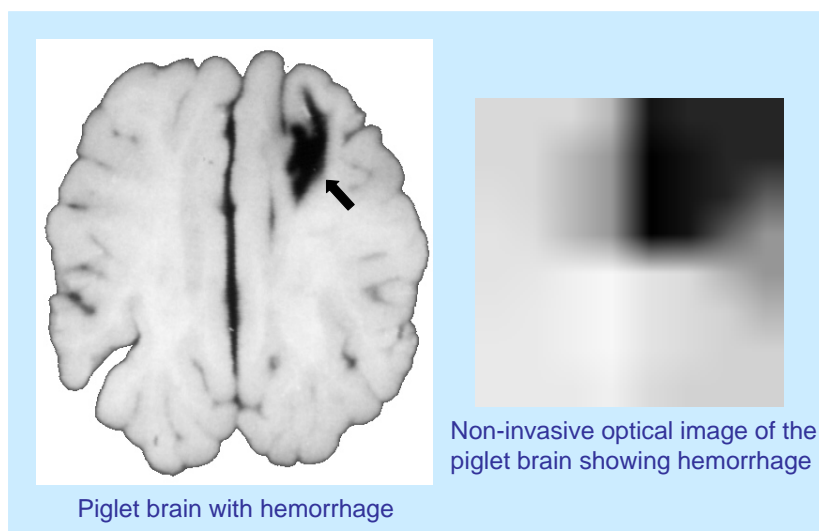 Piglet brain with hemorrhage
Non-invasive optical image of the
piglet brain showing hemorrhage